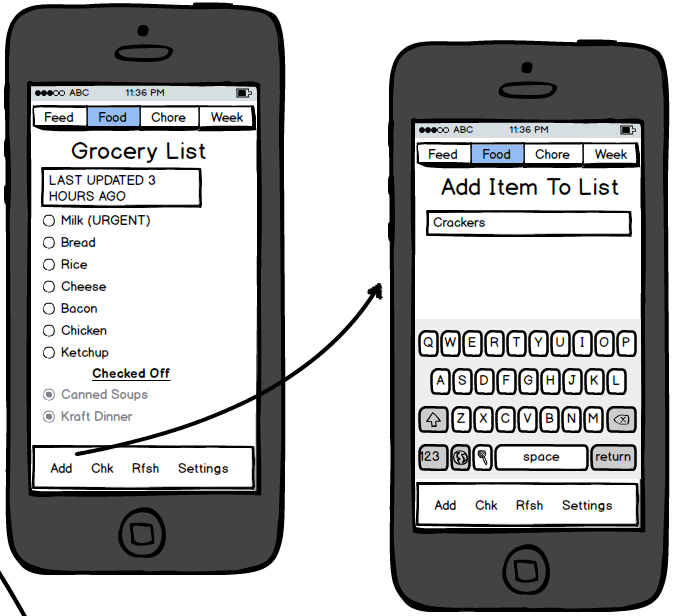 ABC 11:36 PM
Feed Food Chore Week
Grocery List
LAST UPDATED 3
HOURS AGO
Milk (URGENT)
Bread
Rice
Cheese
Bacon
Chicken
Ketchup
Checked Off
Canned Soups
Kraft Dinner
Add Chk Rfsh Settings
ABC 11:36 PM
Feed Food Chore Week
Add Item To List
Crackers
Q W E R T Y U I O P
A S D F G H J K L
Z X C V B N M
123 space return
Add Chk Rfsh Settings